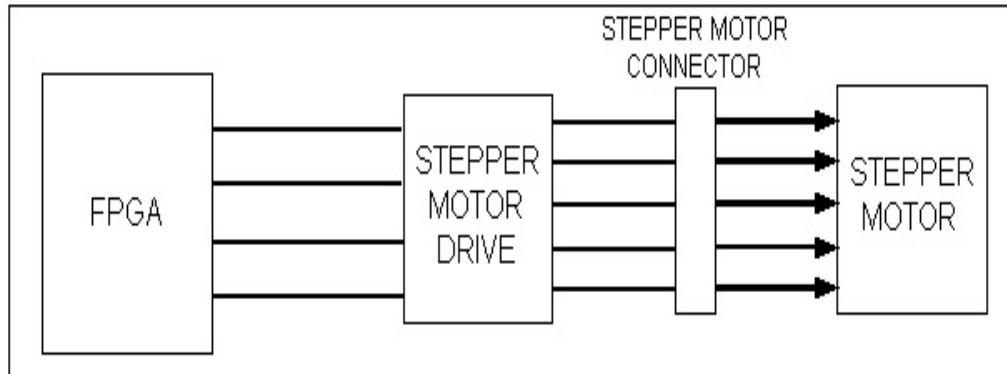 STEPPER MOTOR
CONNECTOR
FPGA
STEPPER
MOTOR
DRIVE
STEPPER
MOTOR